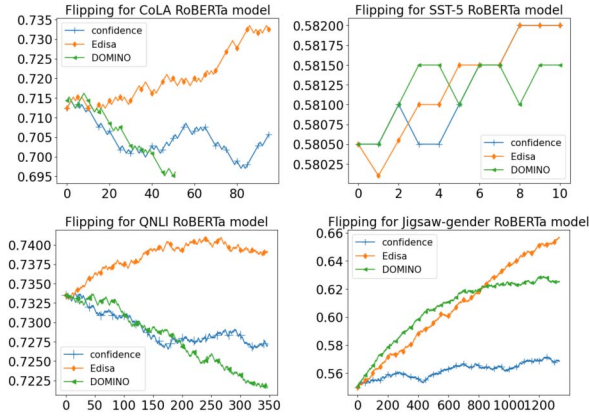 Flipping for CoLA RoBERTa model
0.735
0.730
0.725
0.720
0.715
0.710
0.705
0.700
0.695
confidence
Edisa
DOMINO
0 20 40 60 80
Flipping for SST-5 RoBERTa model
0.58200
0.58175
0.58150
0.58125
0.58100
0.58075
0.58050
0.58025
confidence
Edisa
DOMINO
0 2 4 6 8 10
Flipping for QNLI RoBERTa model
0.7400
0.7375
0.7350
0.7325
0.7300
0.7275
0.7250
0.7225
confidence
Edisa
DOMINO
0 50 100 150 200 250 300 350
Flipping for Jigsaw-gender RoBERTa model
0.66
0.64
0.62
0.60
0.58
0.56
confidence
Edisa
DOMINO
0 200 400 600 800 1000 1200